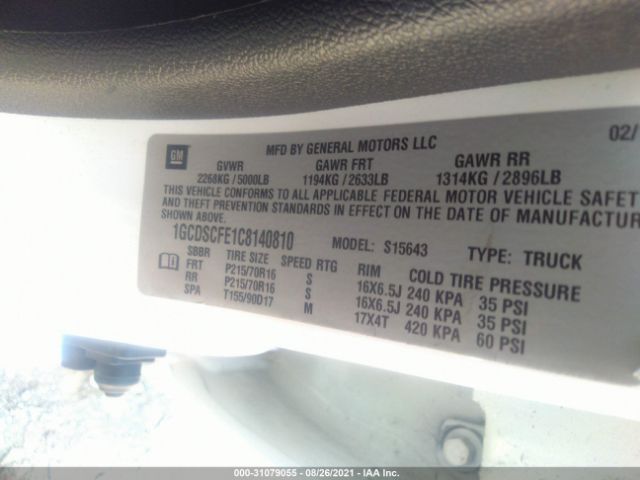 GM
MFD BY GENERAL MOTORS LLC
02/
GVWR GAWR FRT GAWR RR
2268KG / 5000LB 1194KG / 2633LB 1314KG / 2896LB
THIS VEHICLE CONFORMS TO ALL APPLICABLE FEDERAL MOTOR VEHICLE SAFET
AND THEFT PREVENTION STANDARDS IN EFFECT ON THE DATE OF MANUFACTUR
SHOWN ABOVE.
1GCDSCFE1C8140810 MODEL: S15643 TYPE: TRUCK
SBBR TIRE SIZE SPEED RTG RIM COLD TIRE PRESSURE
FRT P215/70R16 S 16X6.5J 240 KPA 35 PSI
RR P215/70R16 S 16X6.5J 240 KPA 35 PSI
SPA T155/90D17 M 17X4T 420 KPA 60 PSI
000-31079055 - 08/26/2021 - IAA Inc.